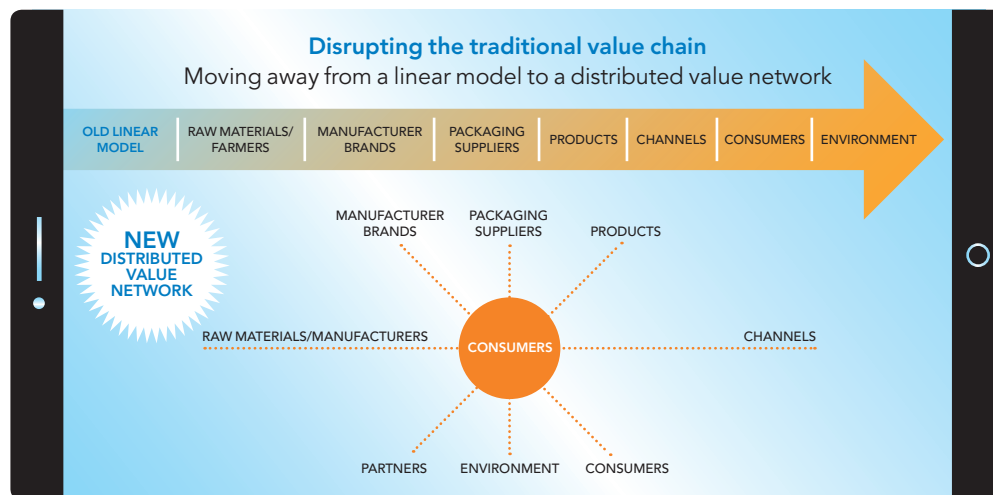 Disrupting the traditional value chain
Moving away from a linear model to a distributed value network
OLD LINEAR
MODEL
RAW MATERIALS/
FARMERS
MANUFACTURER
BRANDS
PACKAGING
SUPPLIERS
PRODUCTS
CHANNELS
CONSUMERS
ENVIRONMENT
NEW
DISTRIBUTED
VALUE
NETWORK
MANUFACTURER
BRANDS
PACKAGING
SUPPLIERS
PRODUCTS
RAW MATERIALS/MANUFACTURERS
CONSUMERS
CHANNELS
PARTNERS
ENVIRONMENT
CONSUMERS